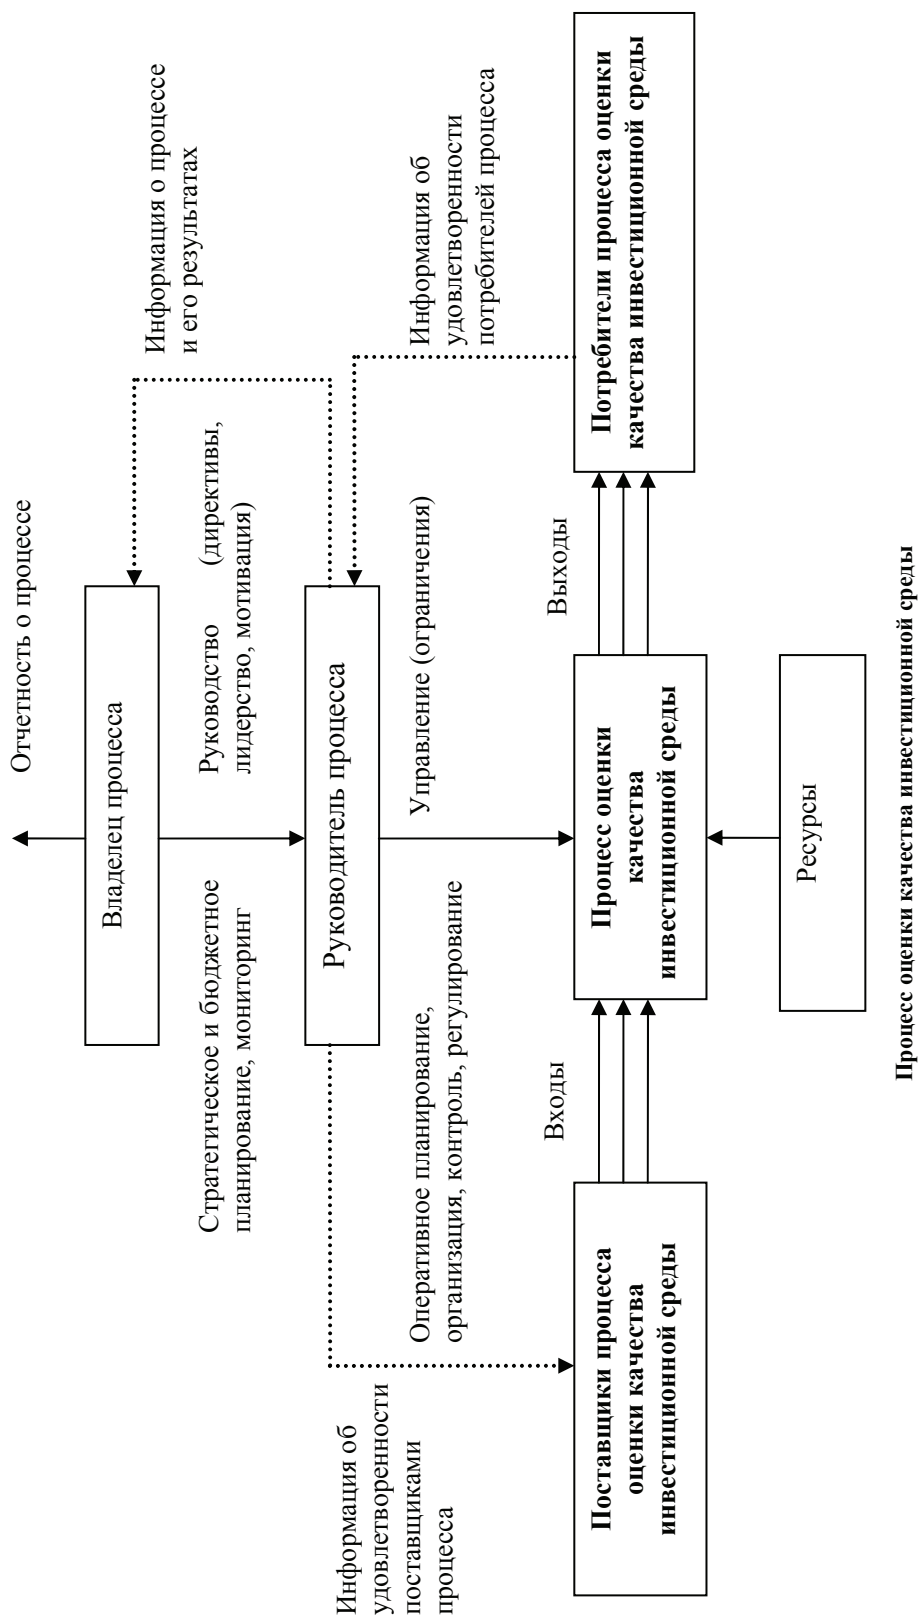 Отчетность о процессе
Владелец процесса
Информация о процессе
и его результатах
Стратегическое и бюджетное
планирование, мониторинг
Руководство (директивы,
лидерство, мотивация)
Руководитель процесса
Информация об
удовлетворенности
поставщиками
процесса
Оперативное планирование,
организация, контроль, регулирование
Управление (ограничения)
Информация об
удовлетворенности
потребителей процесса
Входы
Выходы
Поставщики процесса
оценки качества
инвестиционной среды
Процесс оценки
качества
инвестиционной среды
Потребители процесса оценки
качества инвестиционной среды
Ресурсы
Процесс оценки качества инвестиционной среды